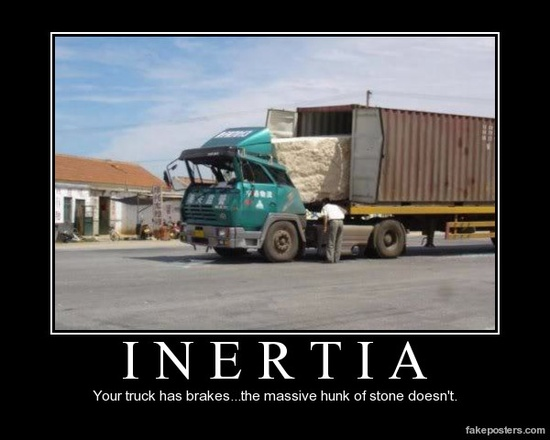 INERTIA
Your truck has brakes...the massive hunk of stone doesn't.
fakeposters.com